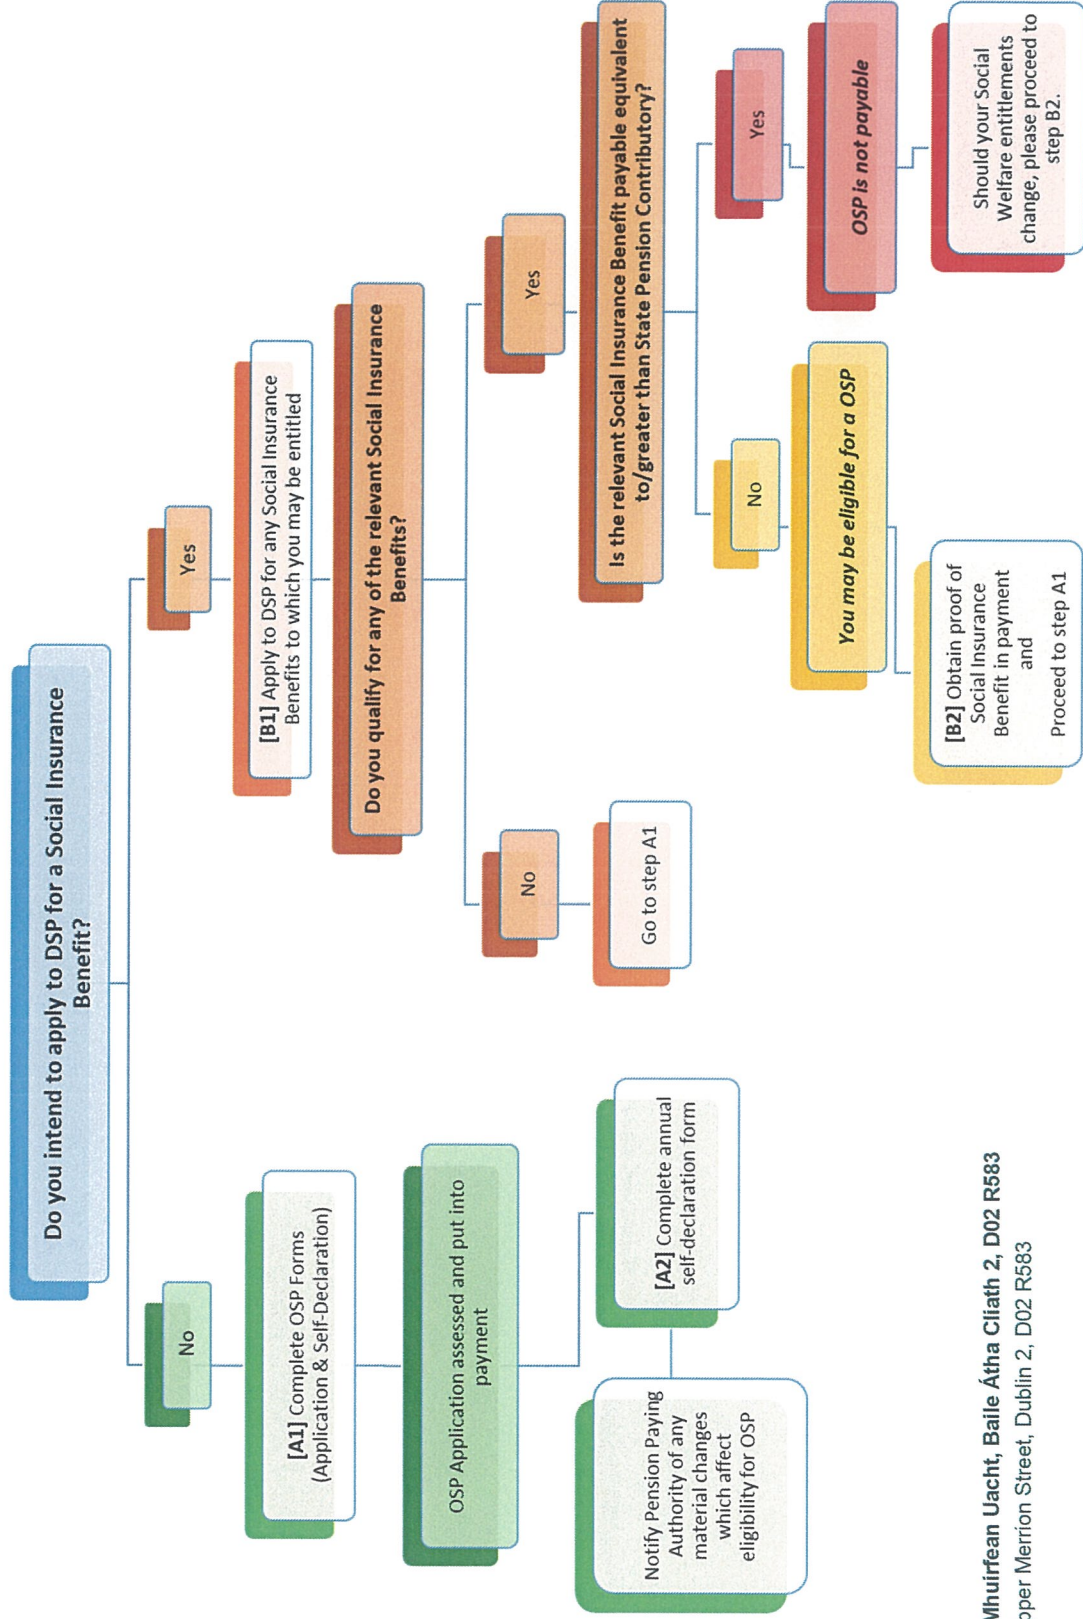 Do you intend to apply to DSP for a Social Insurance
Benefit?
No
[A1] Complete OSP Forms
(Application & Self-Declaration)
OSP Application assessed and put into
payment
Notify Pension Paying
Authority of any
material changes
which affect
eligibility for OSP
[A2] Complete annual
self-declaration form
Yes
[B1] Apply to DSP for any Social Insurance
Benefits to which you may be entitled
Do you qualify for any of the relevant Social Insurance
Benefits?
No
Go to step A1
Yes
Is the relevant Social Insurance Benefit payable equivalent
to/greater than State Pension Contributory?
No
You may be eligible for a OSP
[B2] Obtain proof of
Social Insurance
Benefit in payment
and
Proceed to step A1
Yes
OSP is not payable
Should your Social
Welfare entitlements
change, please proceed to
step B2.
Mhuirfean Uacht, Baile Átha Cliath 2, D02 R583
Merrion Street, Dublin 2, D02 R583